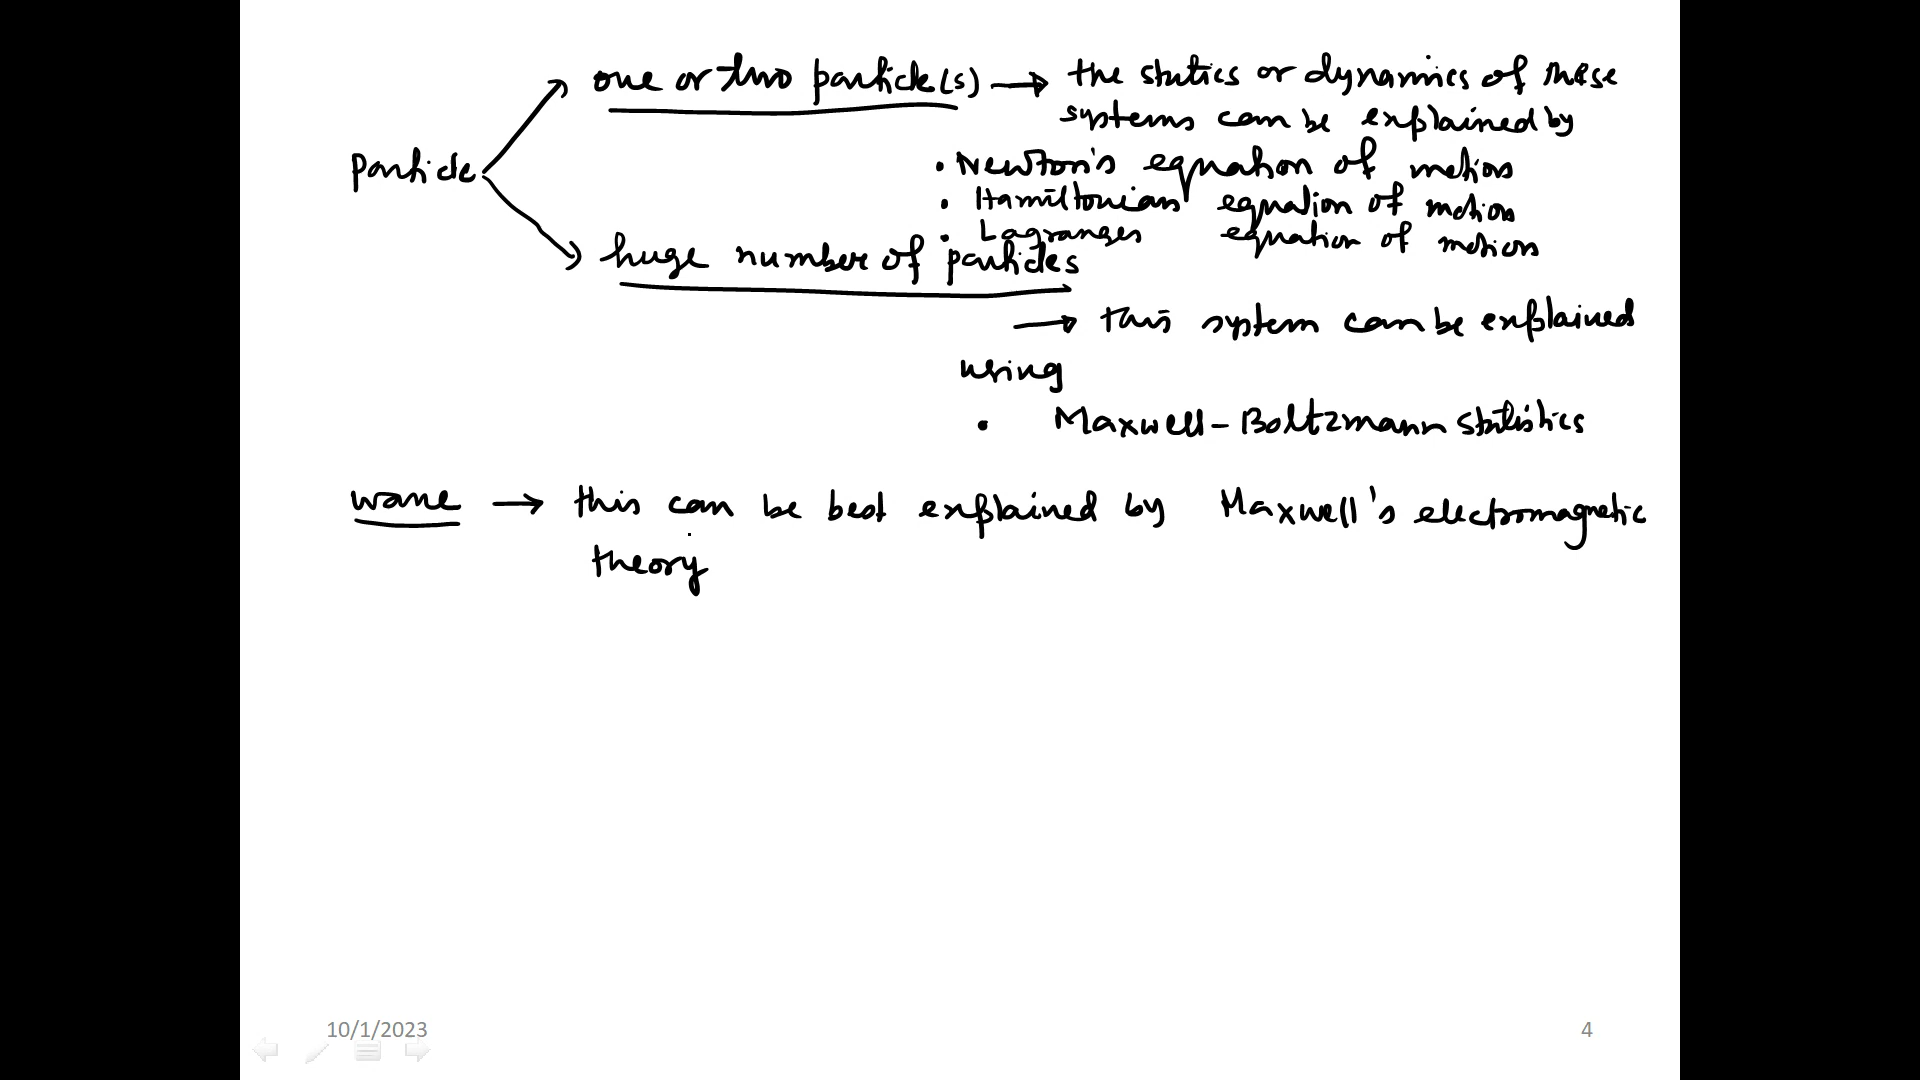 one or two particle(s) → the statics or dynamics of these
systems can be explained by
Particle
• Newton's equation of motion
• Hamiltonian equation of motion
• Lagranges equation of motion
huge number of particles
→ this system can be explained
using
• Maxwell-Boltzmann statistics
wave → this can be best explained by Maxwell's electromagnetic
theory
10/1/2023
4